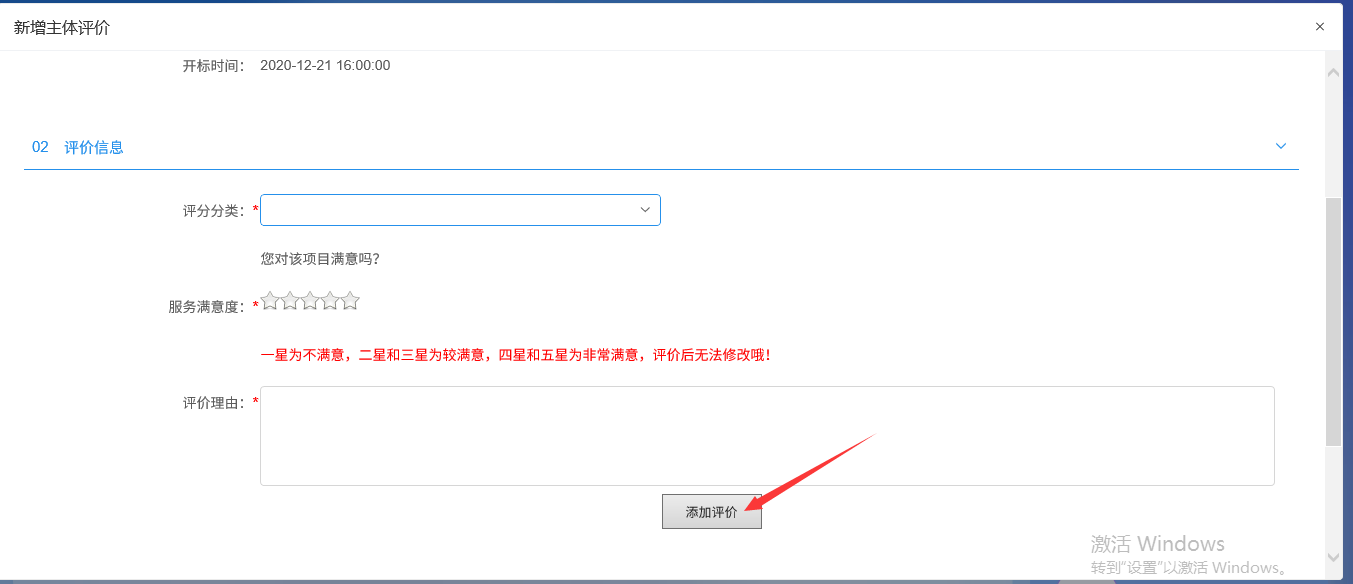 新增主体评价 ×
开标时间： 2020-12-21 16:00:00
02 评价信息
评分分类：*
您对该项目满意吗？
服务满意度：*
一星为不满意，二星和三星为较满意，四星和五星为非常满意，评价后无法修改哦！
评价理由：*
添加评价
激活 Windows
转到“设置”以激活 Windows。